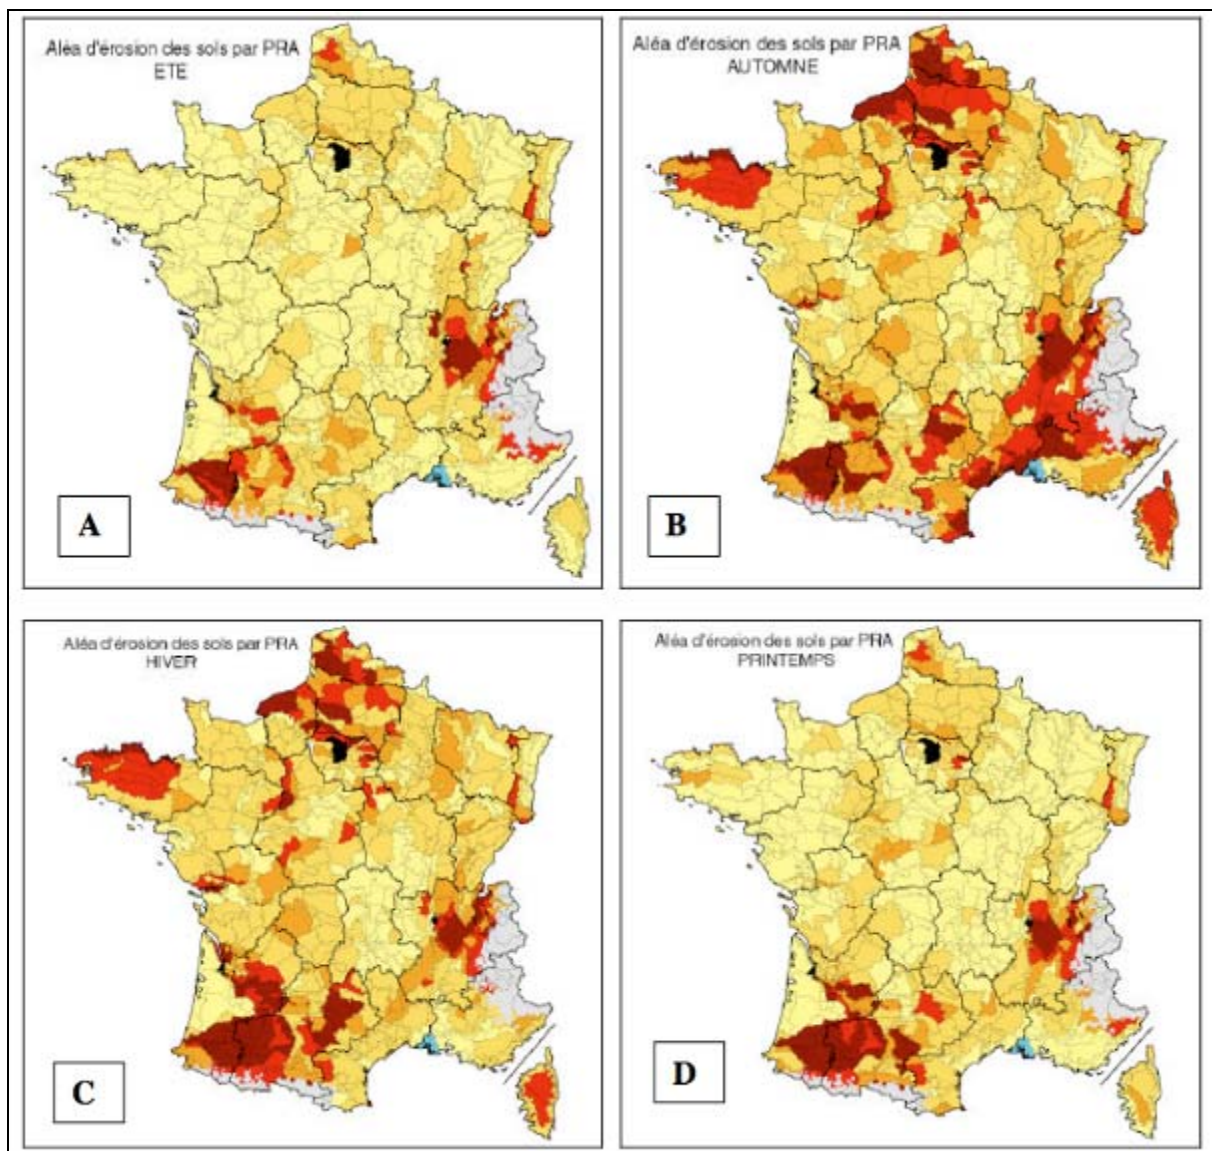 Aléa d'érosion des sols par PRA
ETE
A
Aléa d'érosion des sols par PRA
AUTOMNE
B
Aléa d'érosion des sols par PRA
HIVER
C
Aléa d'érosion des sols par PRA
PRINTEMPS
D